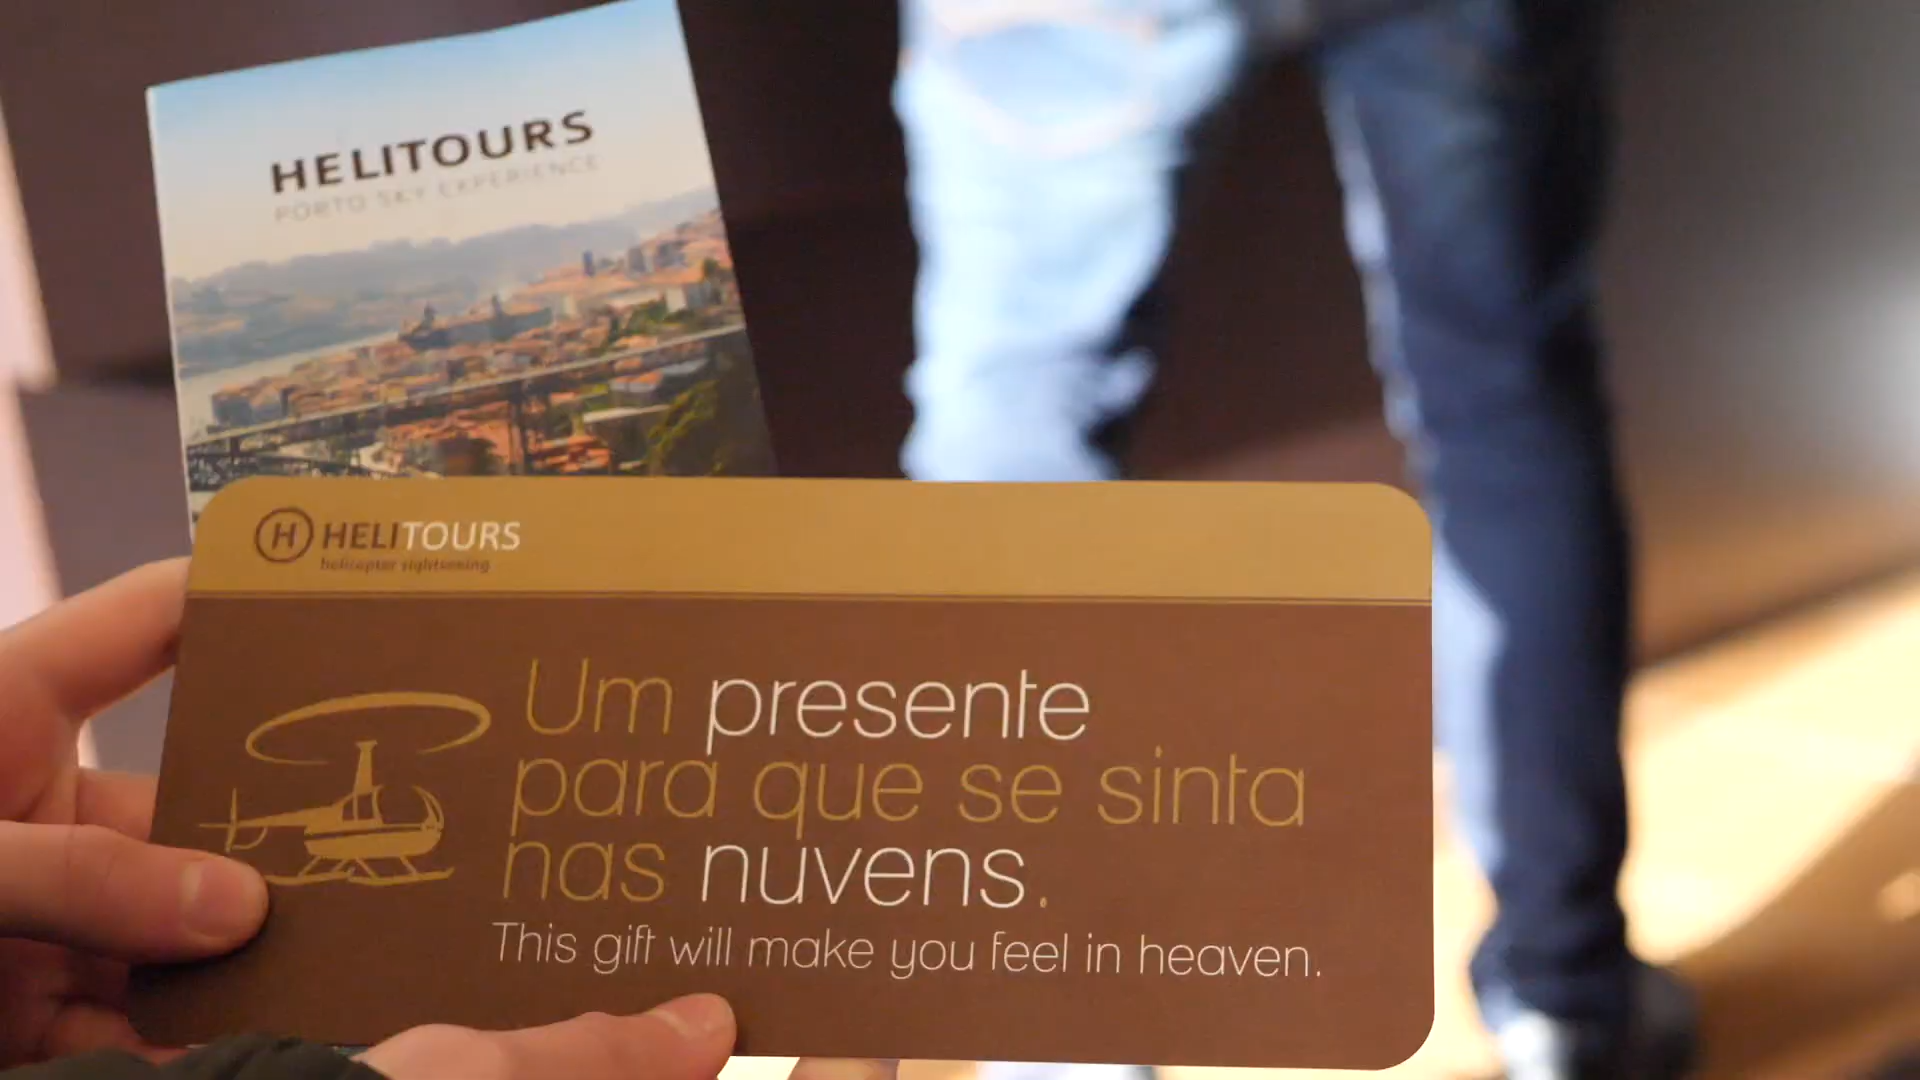 HELITOURS
PORTO SKY EXPERIENCE
H HELITOURS
helicopter sightseeing
Um presente
para que se sinta
nas nuvens.
This gift will make you feel in heaven.